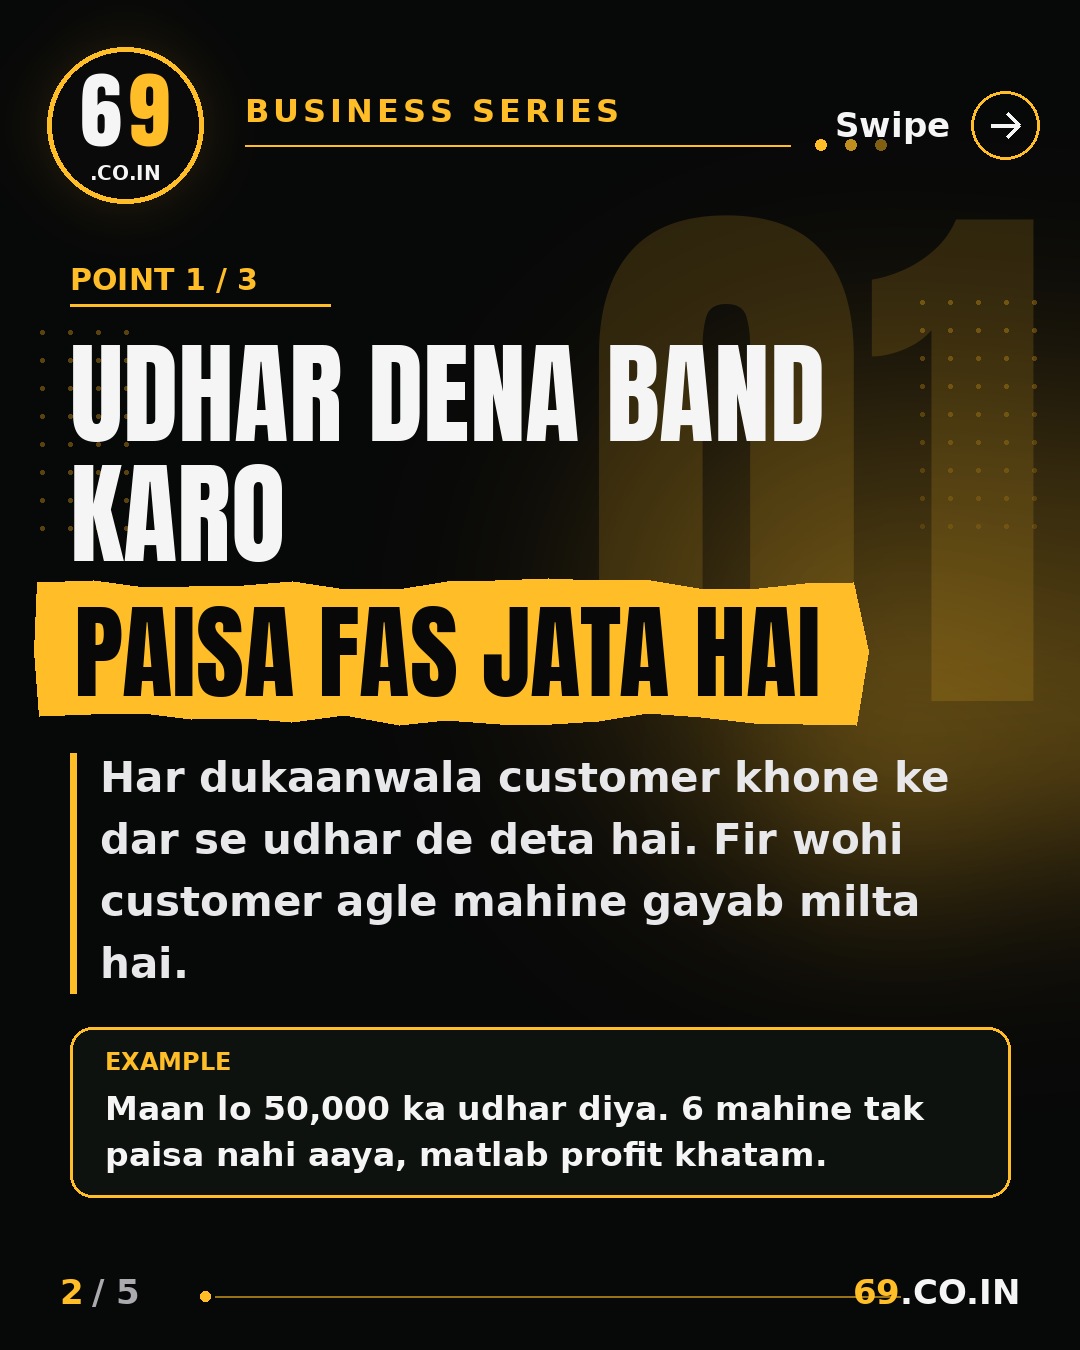 69
.CO.IN
BUSINESS SERIES
Swipe
01
POINT 1 / 3
UDHAR DENA BAND
KARO
PAISA FAS JATA HAI
Har dukaanwala customer khone ke
dar se udhar de deta hai. Fir wohi
customer agle mahine gayab milta
hai.
EXAMPLE
Maan lo 50,000 ka udhar diya. 6 mahine tak
paisa nahi aaya, matlab profit khatam.
2 / 5
69.CO.IN